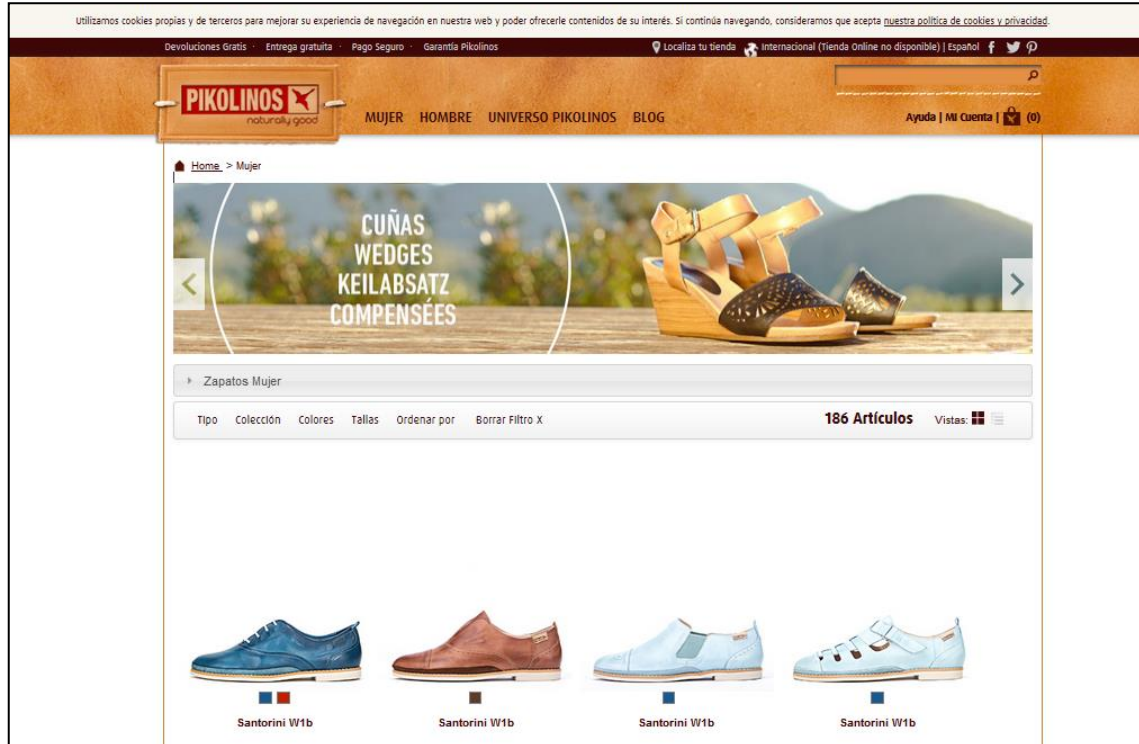 Utilizamos cookies propias y de terceros para mejorar su experiencia de navegación en nuestra web y poder ofrecerle contenidos de su interés. Si continúa navegando, consideramos que acepta nuestra política de cookies y privacidad.
Devoluciones Gratis · Entrega gratuita · Pago Seguro · Garantía Pikolinos
Localiza tu tienda Internacional (Tienda Online no disponible) | Español
PIKOLINOS
naturally good
MUJER HOMBRE UNIVERSO PIKOLINOS BLOG
Ayuda | Mi Cuenta | (0)
Home > Mujer
CUÑAS
WEDGES
KEILABSATZ
COMPENSÉES
Zapatos Mujer
Tipo Colección Colores Tallas Ordenar por Borrar Filtro X 186 Artículos Vistas:
Santorini W1b Santorini W1b Santorini W1b Santorini W1b